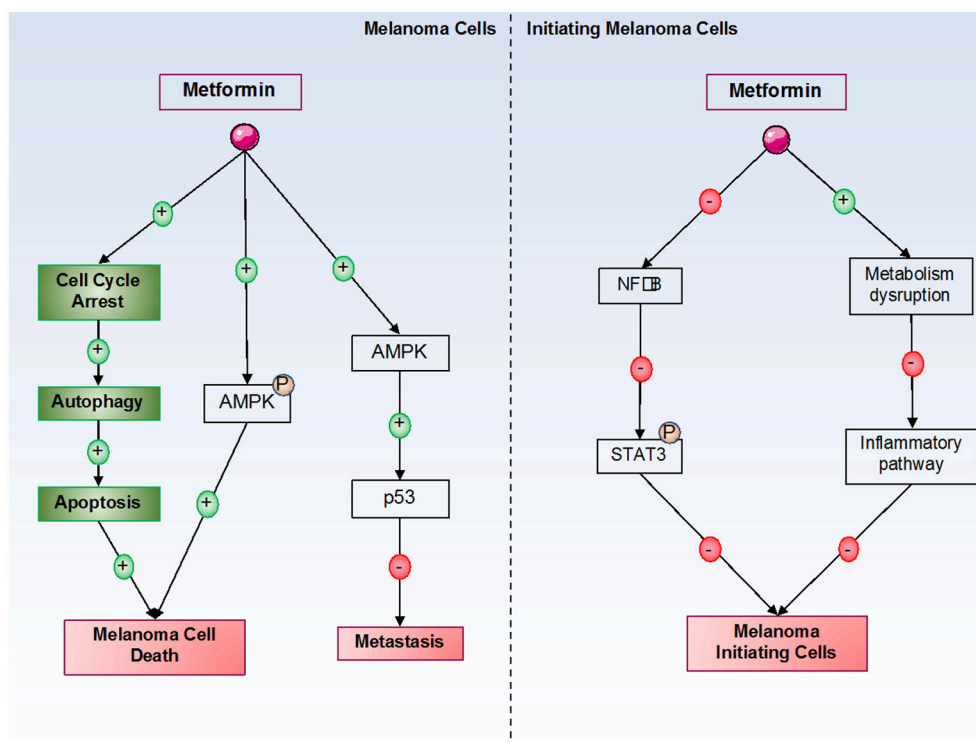 Melanoma Cells
Initiating Melanoma Cells
Metformin
+
+
+
Cell Cycle
Arrest
+
Autophagy
+
Apoptosis
+
AMPK
P
+
Melanoma Cell
Death
AMPK
+
p53
-
Metastasis
Metformin
-
+
NF□B
-
STAT3
P
-
Metabolism
dysruption
-
Inflammatory
pathway
-
Melanoma
Initiating Cells